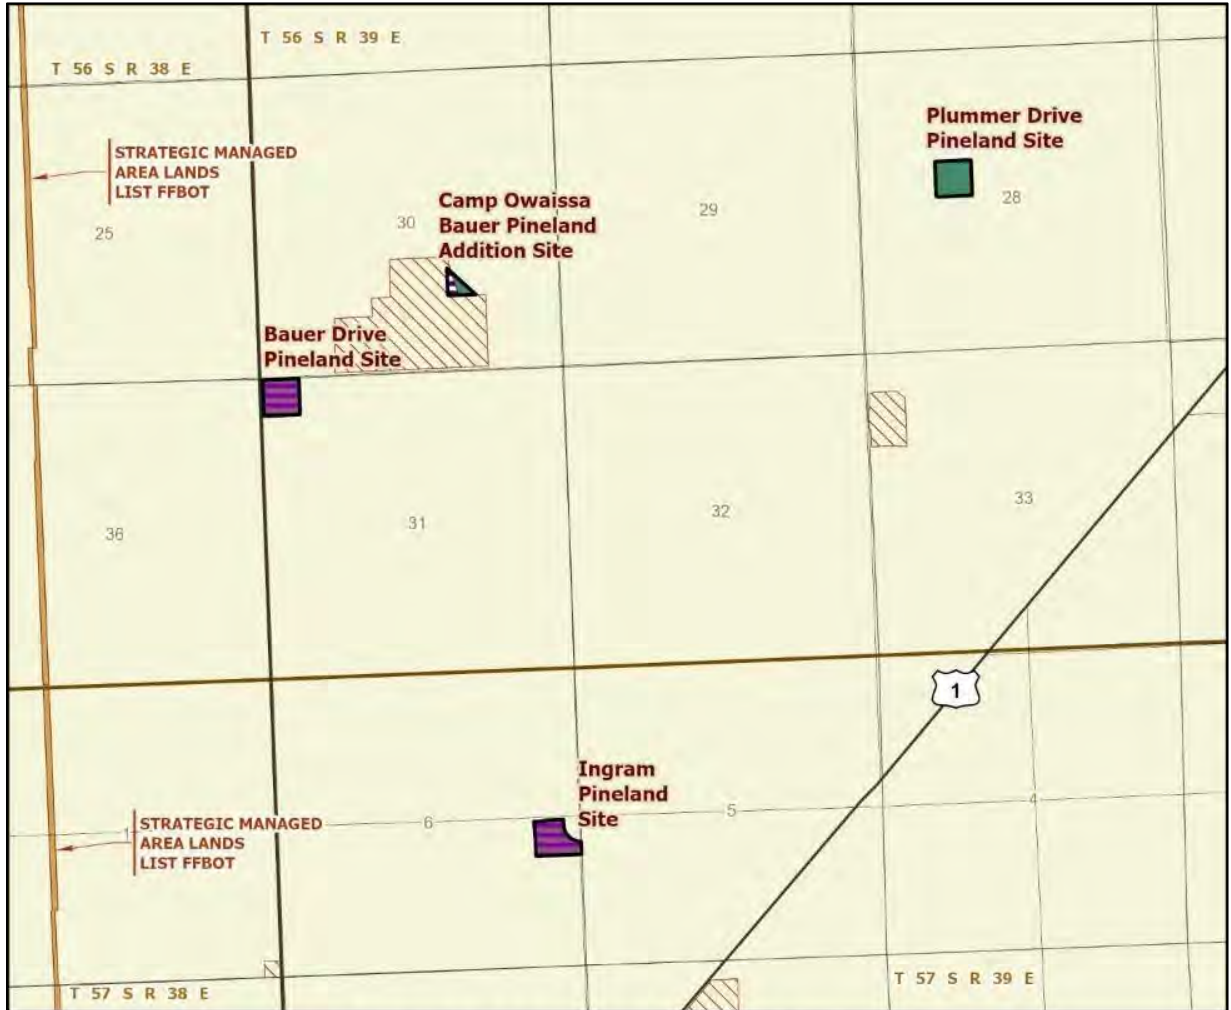 T 56 S R 39 E
T 56 S R 38 E
Plummer Drive
Pineland Site
STRATEGIC MANAGED
AREA LANDS
LIST FFBOT
Camp Owaissa
Bauer Pineland
Addition Site
25
30
29
28
Bauer Drive
Pineland Site
36
31
32
33
1
Ingram
Pineland
Site
STRATEGIC MANAGED
AREA LANDS
LIST FFBOT
1
6
5
4
T 57 S R 38 E
T 57 S R 39 E